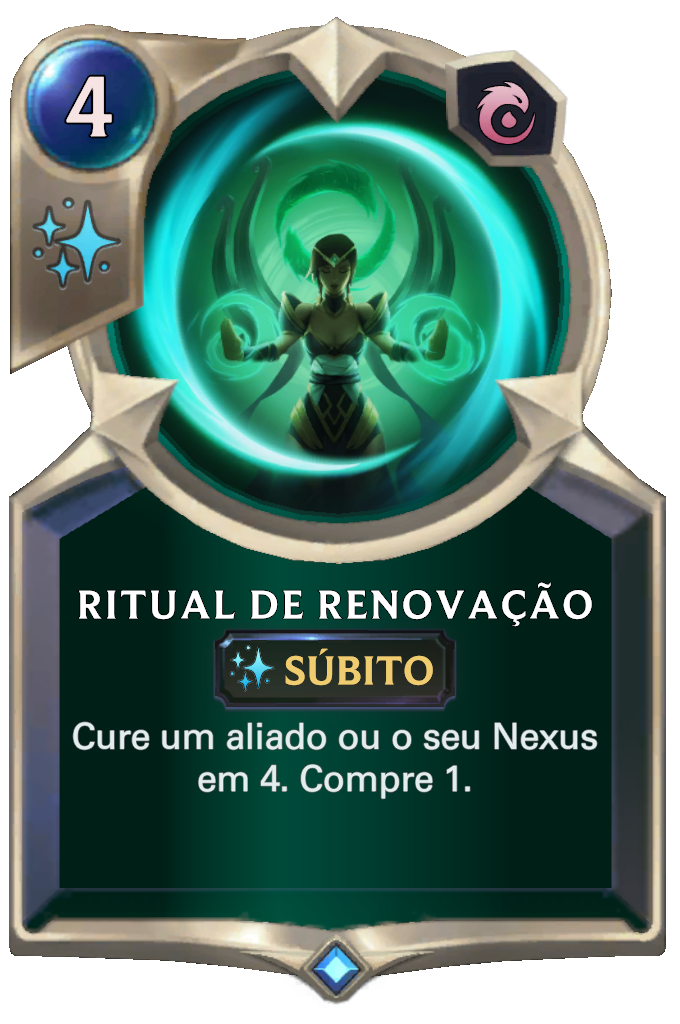 4
RITUAL DE RENOVAÇÃO
SÚBITO
Cure um aliado ou o seu Nexus
em 4. Compre 1.